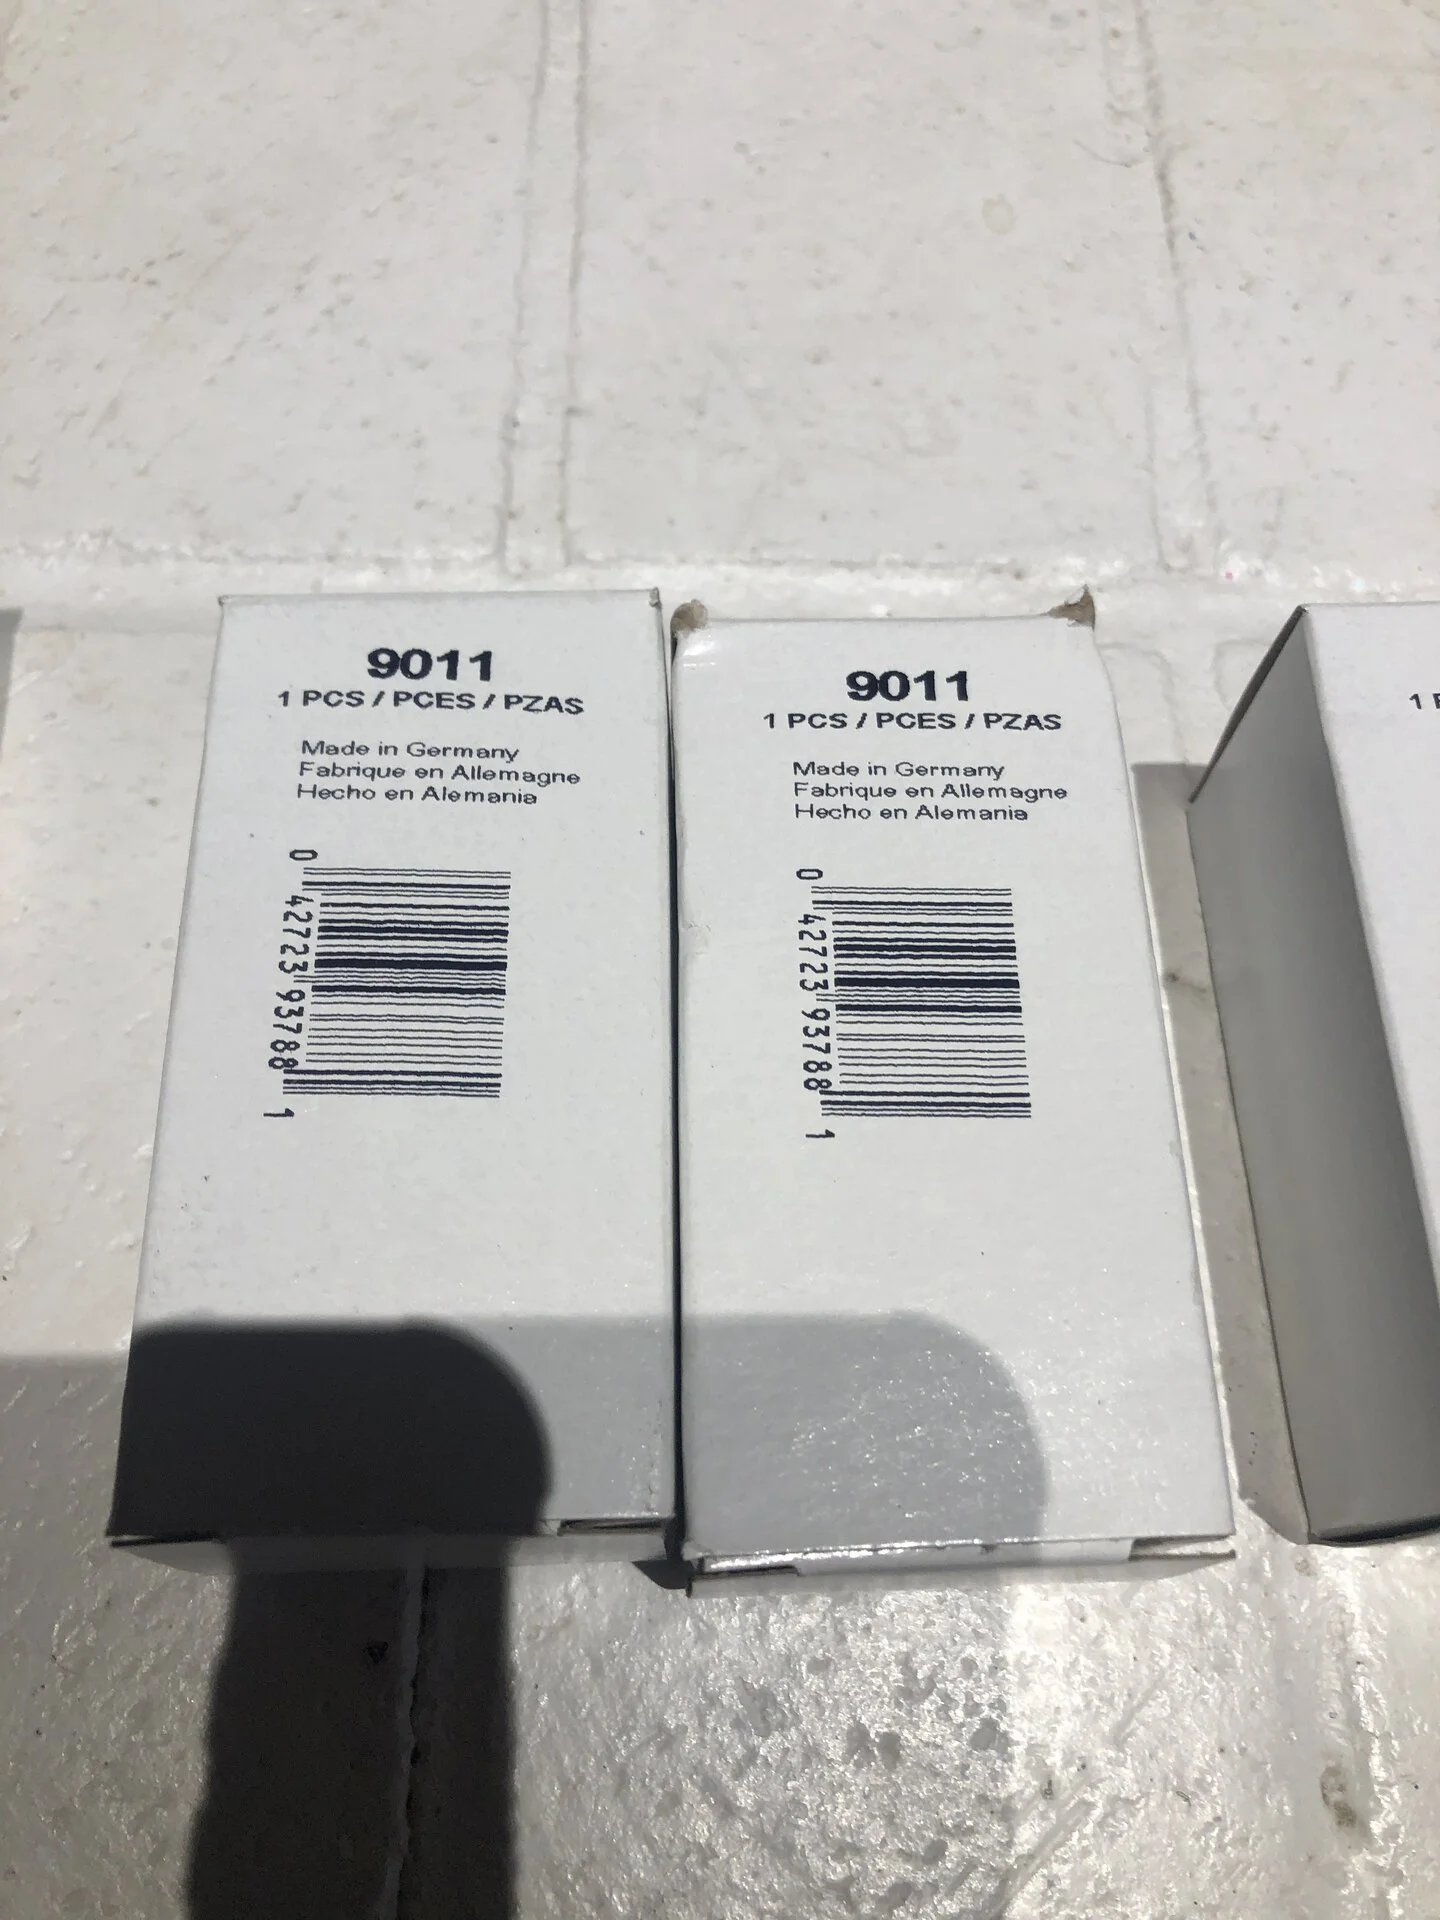 9011
1 PCS / PCES / PZAS
Made in Germany
Fabrique en Allemagne
Hecho en Alemania
0 42723 93788 1
9011
1 PCS / PCES / PZAS
Made in Germany
Fabrique en Allemagne
Hecho en Alemania
0 42723 93788 1
1